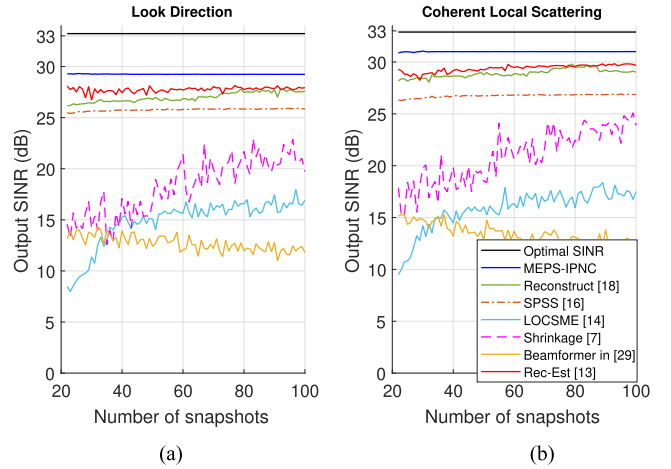 Look Direction
33
30
25
20
15
10
5
0
Output SINR (dB)
20
40
60
80
100
Number of snapshots
(a)
Coherent Local Scattering
33
30
25
20
15
10
5
0
Output SINR (dB)
Optimal SINR
MEPS-IPNC
Reconstruct [18]
SPSS [16]
LOCSME [14]
Shrinkage [7]
Beamformer in [29]
Rec-Est [13]
20
40
60
80
100
Number of snapshots
(b)